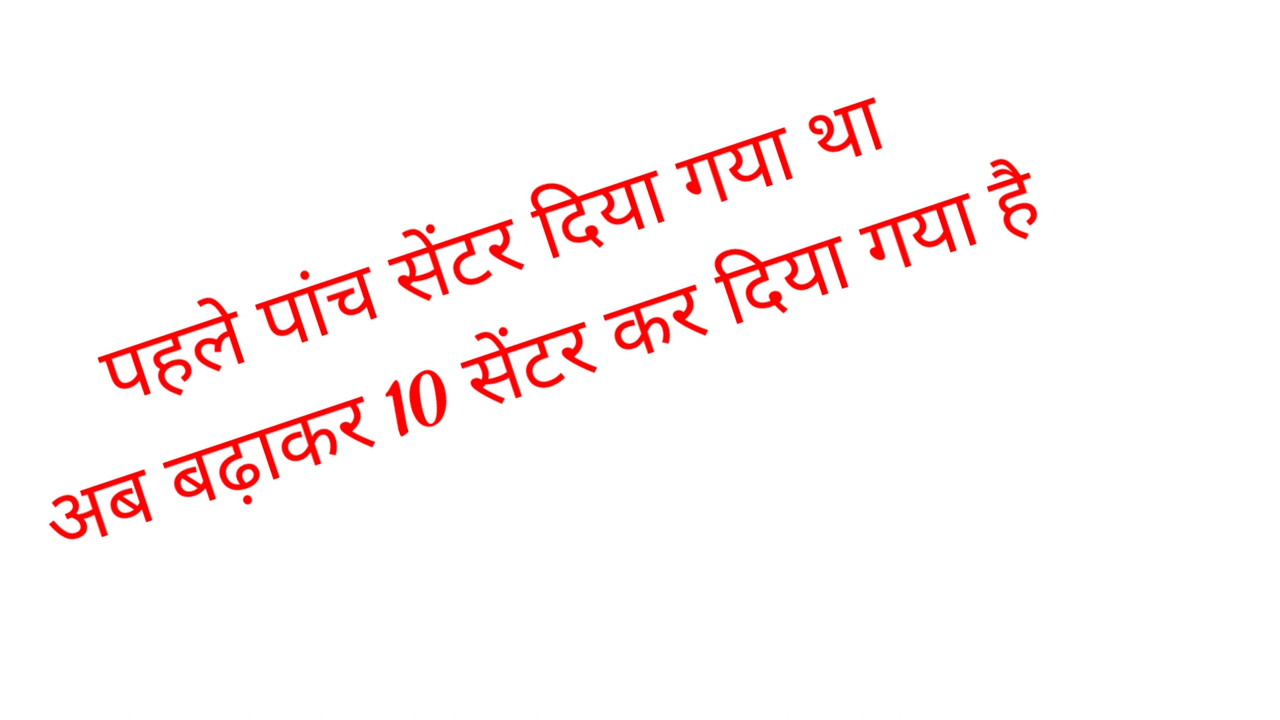 पहले पांच सेंटर दिया गया था
अब बढ़ाकर 10 सेंटर कर दिया गया है